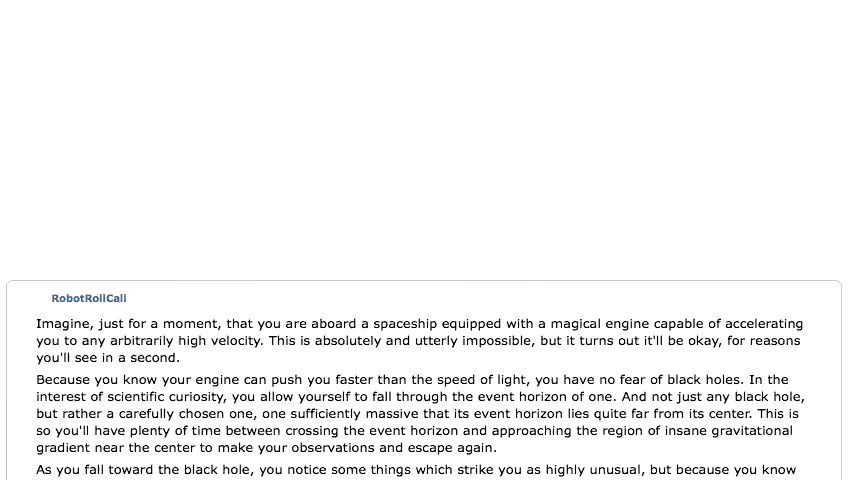 RobotRollCall
Imagine, just for a moment, that you are aboard a spaceship equipped with a magical engine capable of accelerating
you to any arbitrarily high velocity. This is absolutely and utterly impossible, but it turns out it'll be okay, for reasons
you'll see in a second.
Because you know your engine can push you faster than the speed of light, you have no fear of black holes. In the
interest of scientific curiosity, you allow yourself to fall through the event horizon of one. And not just any black hole,
but rather a carefully chosen one, one sufficiently massive that its event horizon lies quite far from its center. This is
so you'll have plenty of time between crossing the event horizon and approaching the region of insane gravitational
gradient near the center to make your observations and escape again.
As you fall toward the black hole, you notice some things which strike you as highly unusual, but because you know